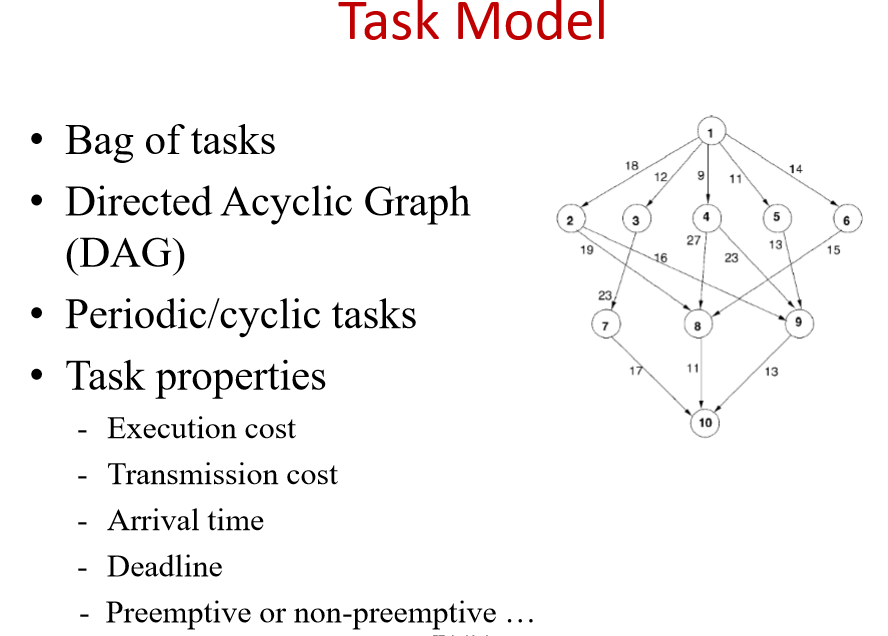 Task Model
• Bag of tasks
• Directed Acyclic Graph
(DAG)
• Periodic/cyclic tasks
• Task properties
- Execution cost
- Transmission cost
- Arrival time
- Deadline
- Preemptive or non-preemptive …
1
18
12
9
11
14
2
3
4
5
6
19
16
27
23
13
15
23
7
8
9
17
11
13
10